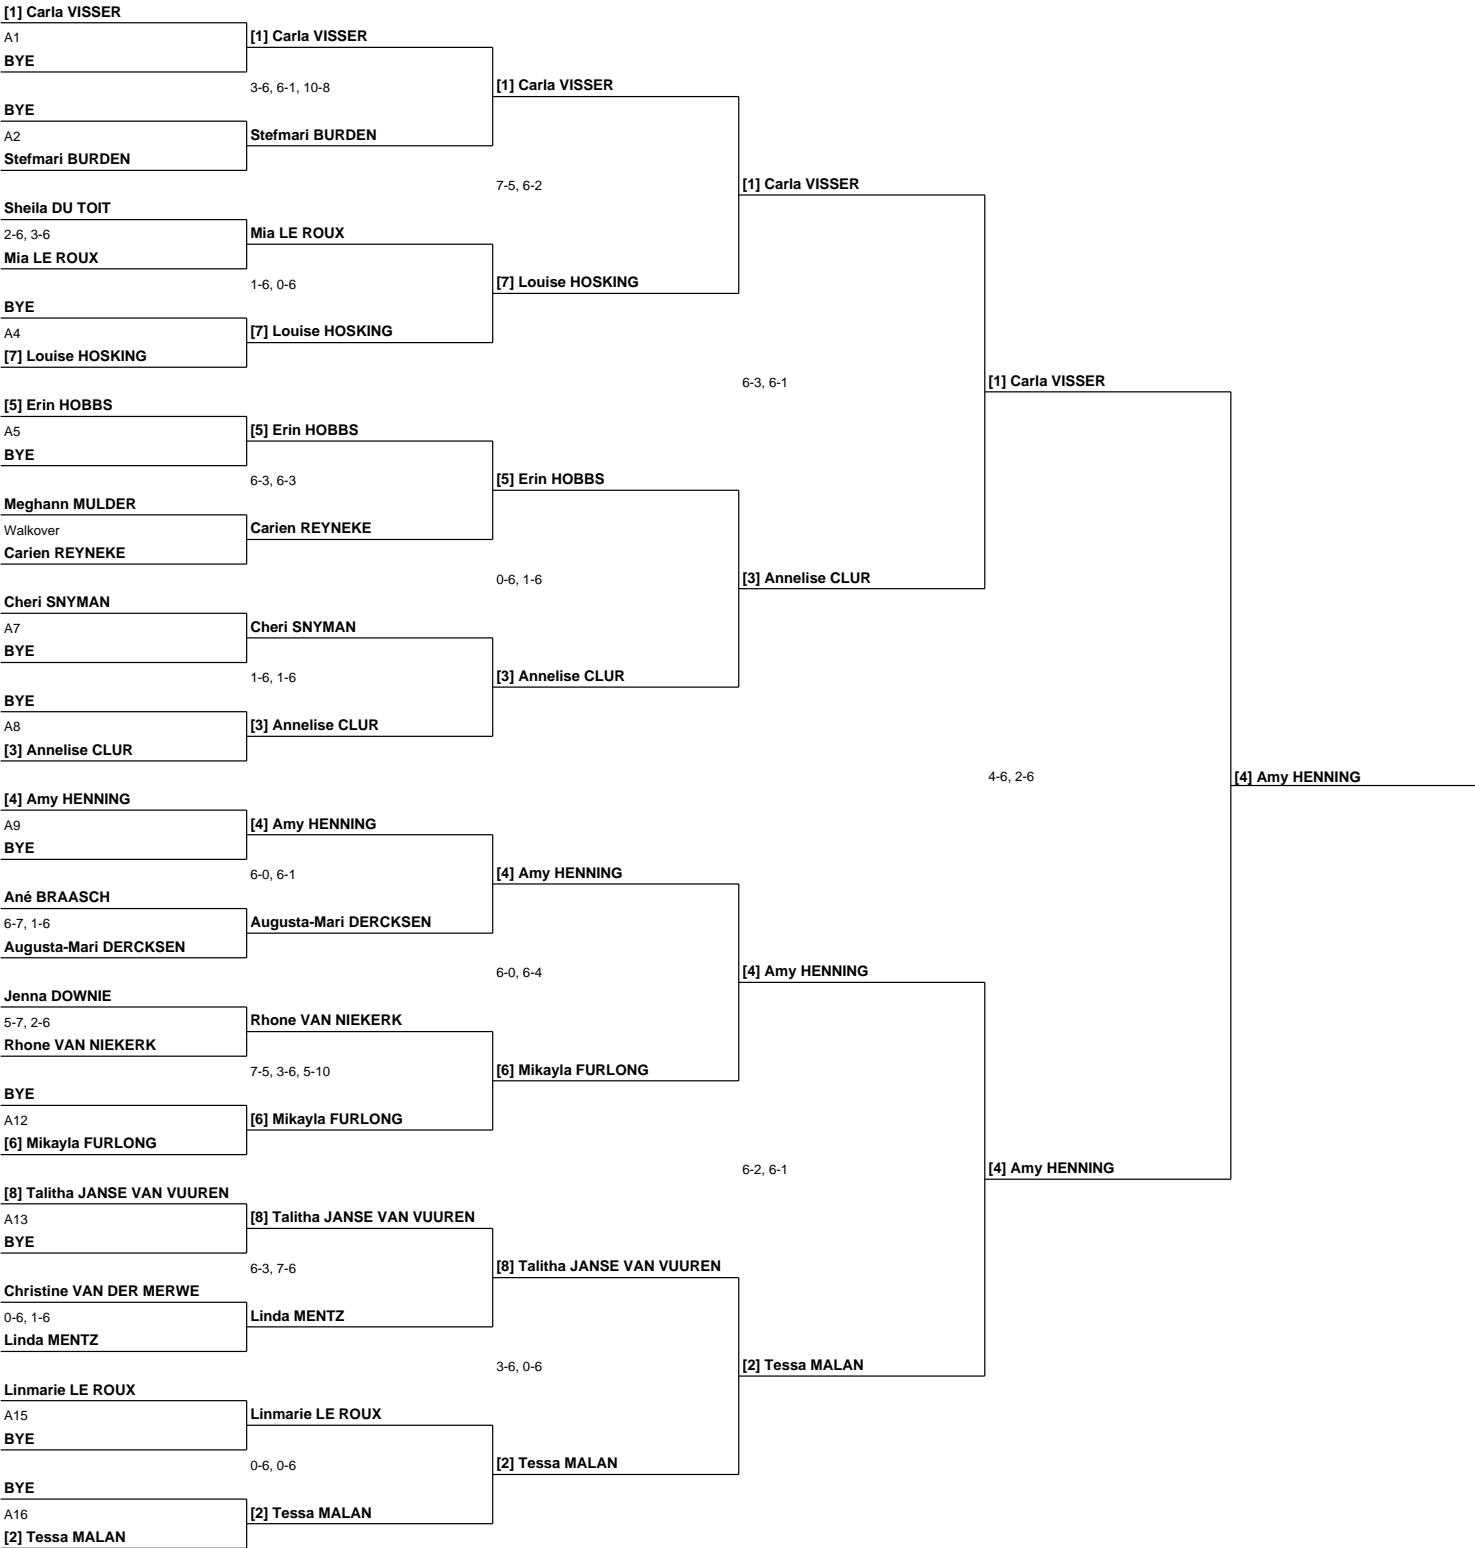 [1] Carla VISSER
A1
BYE
BYE
A2
Stefmari BURDEN
Sheila DU TOIT
2-6, 3-6
Mia LE ROUX
BYE
A4
[7] Louise HOSKING
[5] Erin HOBBS
A5
BYE
Meghann MULDER
Walkover
Carien REYNEKE
Cheri SNYMAN
A7
BYE
BYE
A8
[3] Annelise CLUR
[4] Amy HENNING
A9
BYE
Ané BRAASCH
6-7, 1-6
Augusta-Mari DERCKSEN
Jenna DOWNIE
5-7, 2-6
Rhone VAN NIEKERK
BYE
A12
[6] Mikayla FURLONG
[8] Talitha JANSE VAN VUUREN
A13
BYE
Christine VAN DER MERWE
0-6, 1-6
Linda MENTZ
Linmarie LE ROUX
A15
BYE
BYE
A16
[2] Tessa MALAN
[1] Carla VISSER
3-6, 6-1, 10-8
Stefmari BURDEN
Mia LE ROUX
1-6, 0-6
[7] Louise HOSKING
[5] Erin HOBBS
6-3, 6-3
Carien REYNEKE
Cheri SNYMAN
1-6, 1-6
[3] Annelise CLUR
[4] Amy HENNING
6-0, 6-1
Augusta-Mari DERCKSEN
Rhone VAN NIEKERK
7-5, 3-6, 5-10
[6] Mikayla FURLONG
[8] Talitha JANSE VAN VUUREN
6-3, 7-6
Linda MENTZ
Linmarie LE ROUX
0-6, 0-6
[2] Tessa MALAN
[1] Carla VISSER
7-5, 6-2
[7] Louise HOSKING
[5] Erin HOBBS
0-6, 1-6
[3] Annelise CLUR
[4] Amy HENNING
6-0, 6-4
[6] Mikayla FURLONG
[8] Talitha JANSE VAN VUUREN
3-6, 0-6
[2] Tessa MALAN
[1] Carla VISSER
6-3, 6-1
[3] Annelise CLUR
[4] Amy HENNING
6-2, 6-1
[2] Tessa MALAN
[1] Carla VISSER
4-6, 2-6
[4] Amy HENNING
[4] Amy HENNING